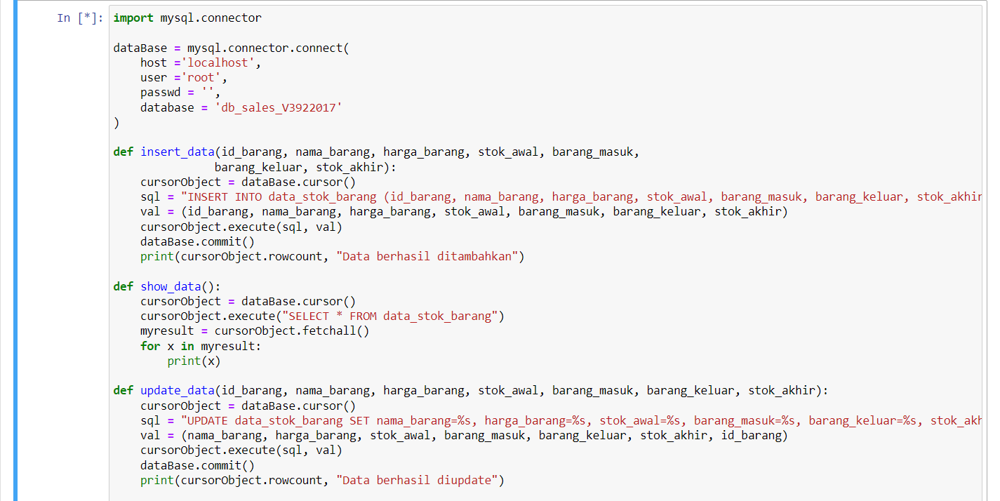 In [*]: import mysql.connector
dataBase = mysql.connector.connect(
    host ='localhost',
    user ='root',
    passwd = '',
    database = 'db_sales_V3922017'
)
def insert_data(id_barang, nama_barang, harga_barang, stok_awal, barang_masuk,
               barang_keluar, stok_akhir):
    cursorObject = dataBase.cursor()
    sql = "INSERT INTO data_stok_barang (id_barang, nama_barang, harga_barang, stok_awal, barang_masuk, barang_keluar, stok_akhir
    val = (id_barang, nama_barang, harga_barang, stok_awal, barang_masuk, barang_keluar, stok_akhir)
    cursorObject.execute(sql, val)
    dataBase.commit()
    print(cursorObject.rowcount, "Data berhasil ditambahkan")
def show_data():
    cursorObject = dataBase.cursor()
    cursorObject.execute("SELECT * FROM data_stok_barang")
    myresult = cursorObject.fetchall()
    for x in myresult:
        print(x)
def update_data(id_barang, nama_barang, harga_barang, stok_awal, barang_masuk, barang_keluar, stok_akhir):
    cursorObject = dataBase.cursor()
    sql = "UPDATE data_stok_barang SET nama_barang=%s, harga_barang=%s, stok_awal=%s, barang_masuk=%s, barang_keluar=%s, stok_akh
    val = (nama_barang, harga_barang, stok_awal, barang_masuk, barang_keluar, stok_akhir, id_barang)
    cursorObject.execute(sql, val)
    dataBase.commit()
    print(cursorObject.rowcount, "Data berhasil diupdate")